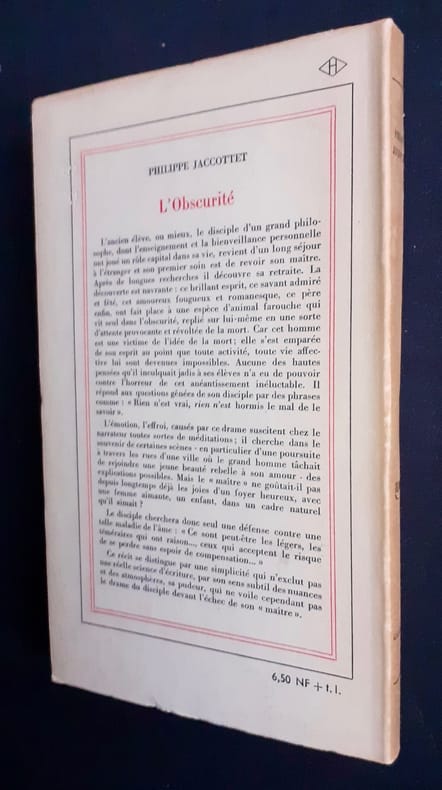 H
PHILIPPE JACCOTTET
L'Obscurité
L'ancien élève, ou mieux, le disciple d'un grand philo-
sophe, dont l'enseignement et la bienveillance personnelle
ont joué un rôle capital dans sa vie, revient d'un long séjour
à l'étranger et son premier soin est de revoir son maître.
Après de longues recherches il découvre sa retraite. La
découverte est navrante : ce brillant esprit, ce savant admiré
et fêté, cet amoureux fougueux et romanesque, ce père
enfin, ont fait place à une espèce d'animal farouche qui
vit seul dans l'obscurité, replié sur lui-même en une sorte
d'attente provocante et révoltée de la mort. Car cet homme
est une victime de l'idée de la mort ; elle s'est emparée
de son esprit au point que toute activité, toute vie affec-
tive lui sont devenues impossibles. Aucune des hautes
pensées qu'il inculquait jadis à ses élèves n'a eu de pouvoir
contre l'horreur de cet anéantissement inéluctable. Il
répond aux questions gênées de son disciple par des phrases
comme : « Rien n'est vrai, rien n'est hormis le mal de le
savoir ».
L'émotion, l'effroi, causés par ce drame suscitent chez le
narrateur toutes sortes de méditations ; il cherche dans le
souvenir de certaines scènes - en particulier d'une poursuite
à travers les rues d'une ville où le grand homme tâchait
de rejoindre une jeune beauté rebelle à son amour - des
explications possibles. Mais le « maître » ne goûtait-il pas
depuis longtemps déjà les joies d'un foyer heureux, avec
une femme aimante, un enfant, dans un cadre naturel
qu'il aimait ?
Le disciple cherchera donc seul une défense contre une
telle maladie de l'âme : « Ce sont peut-être les légers, les
téméraires qui ont raison..., ceux qui acceptent le risque
de se perdre sans espoir de compensation... »
Ce récit se distingue par une simplicité qui n'exclut pas
une réelle science d'écriture, par son sens subtil des nuances
et des atmosphères, sa pudeur, qui ne voile cependant pas
le drame du disciple devant l'échec de son « maître ».
6,50 NF + t. l.